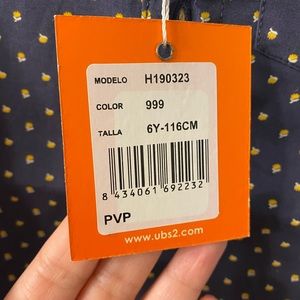 MODELO H190323
COLOR 999
TALLA 6Y-116CM
8 434061 692232
PVP
www.ubs2.com